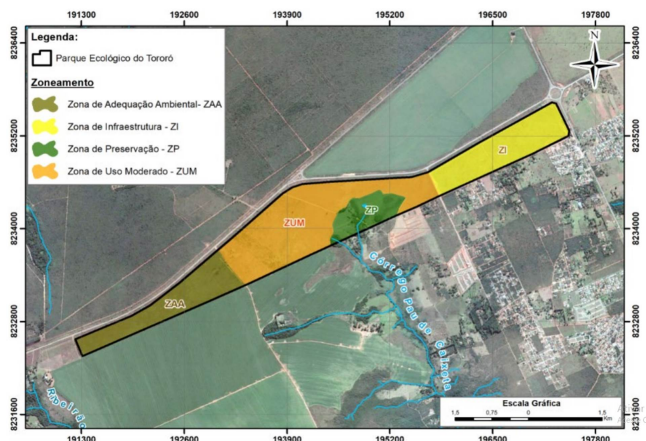 191300 192600 193900 195200 196500 197800
8236400
8236400
Legenda:
Parque Ecológico do Tororó
Zoneamento
Zona de Adequação Ambiental- ZAA
Zona de Infraestrutura - ZI
Zona de Preservação - ZP
Zona de Uso Moderado - ZUM
N
8235200
8235200
ZI
ZP
ZUM
8234000
8234000
Córrego Pau de Caixeta
ZAA
8232800
8232800
Ribeirão
Escala Gráfica
1,5 0,75 0 1,5
Km
8231600
8231600
191300 192600 193900 195200 196500 197800